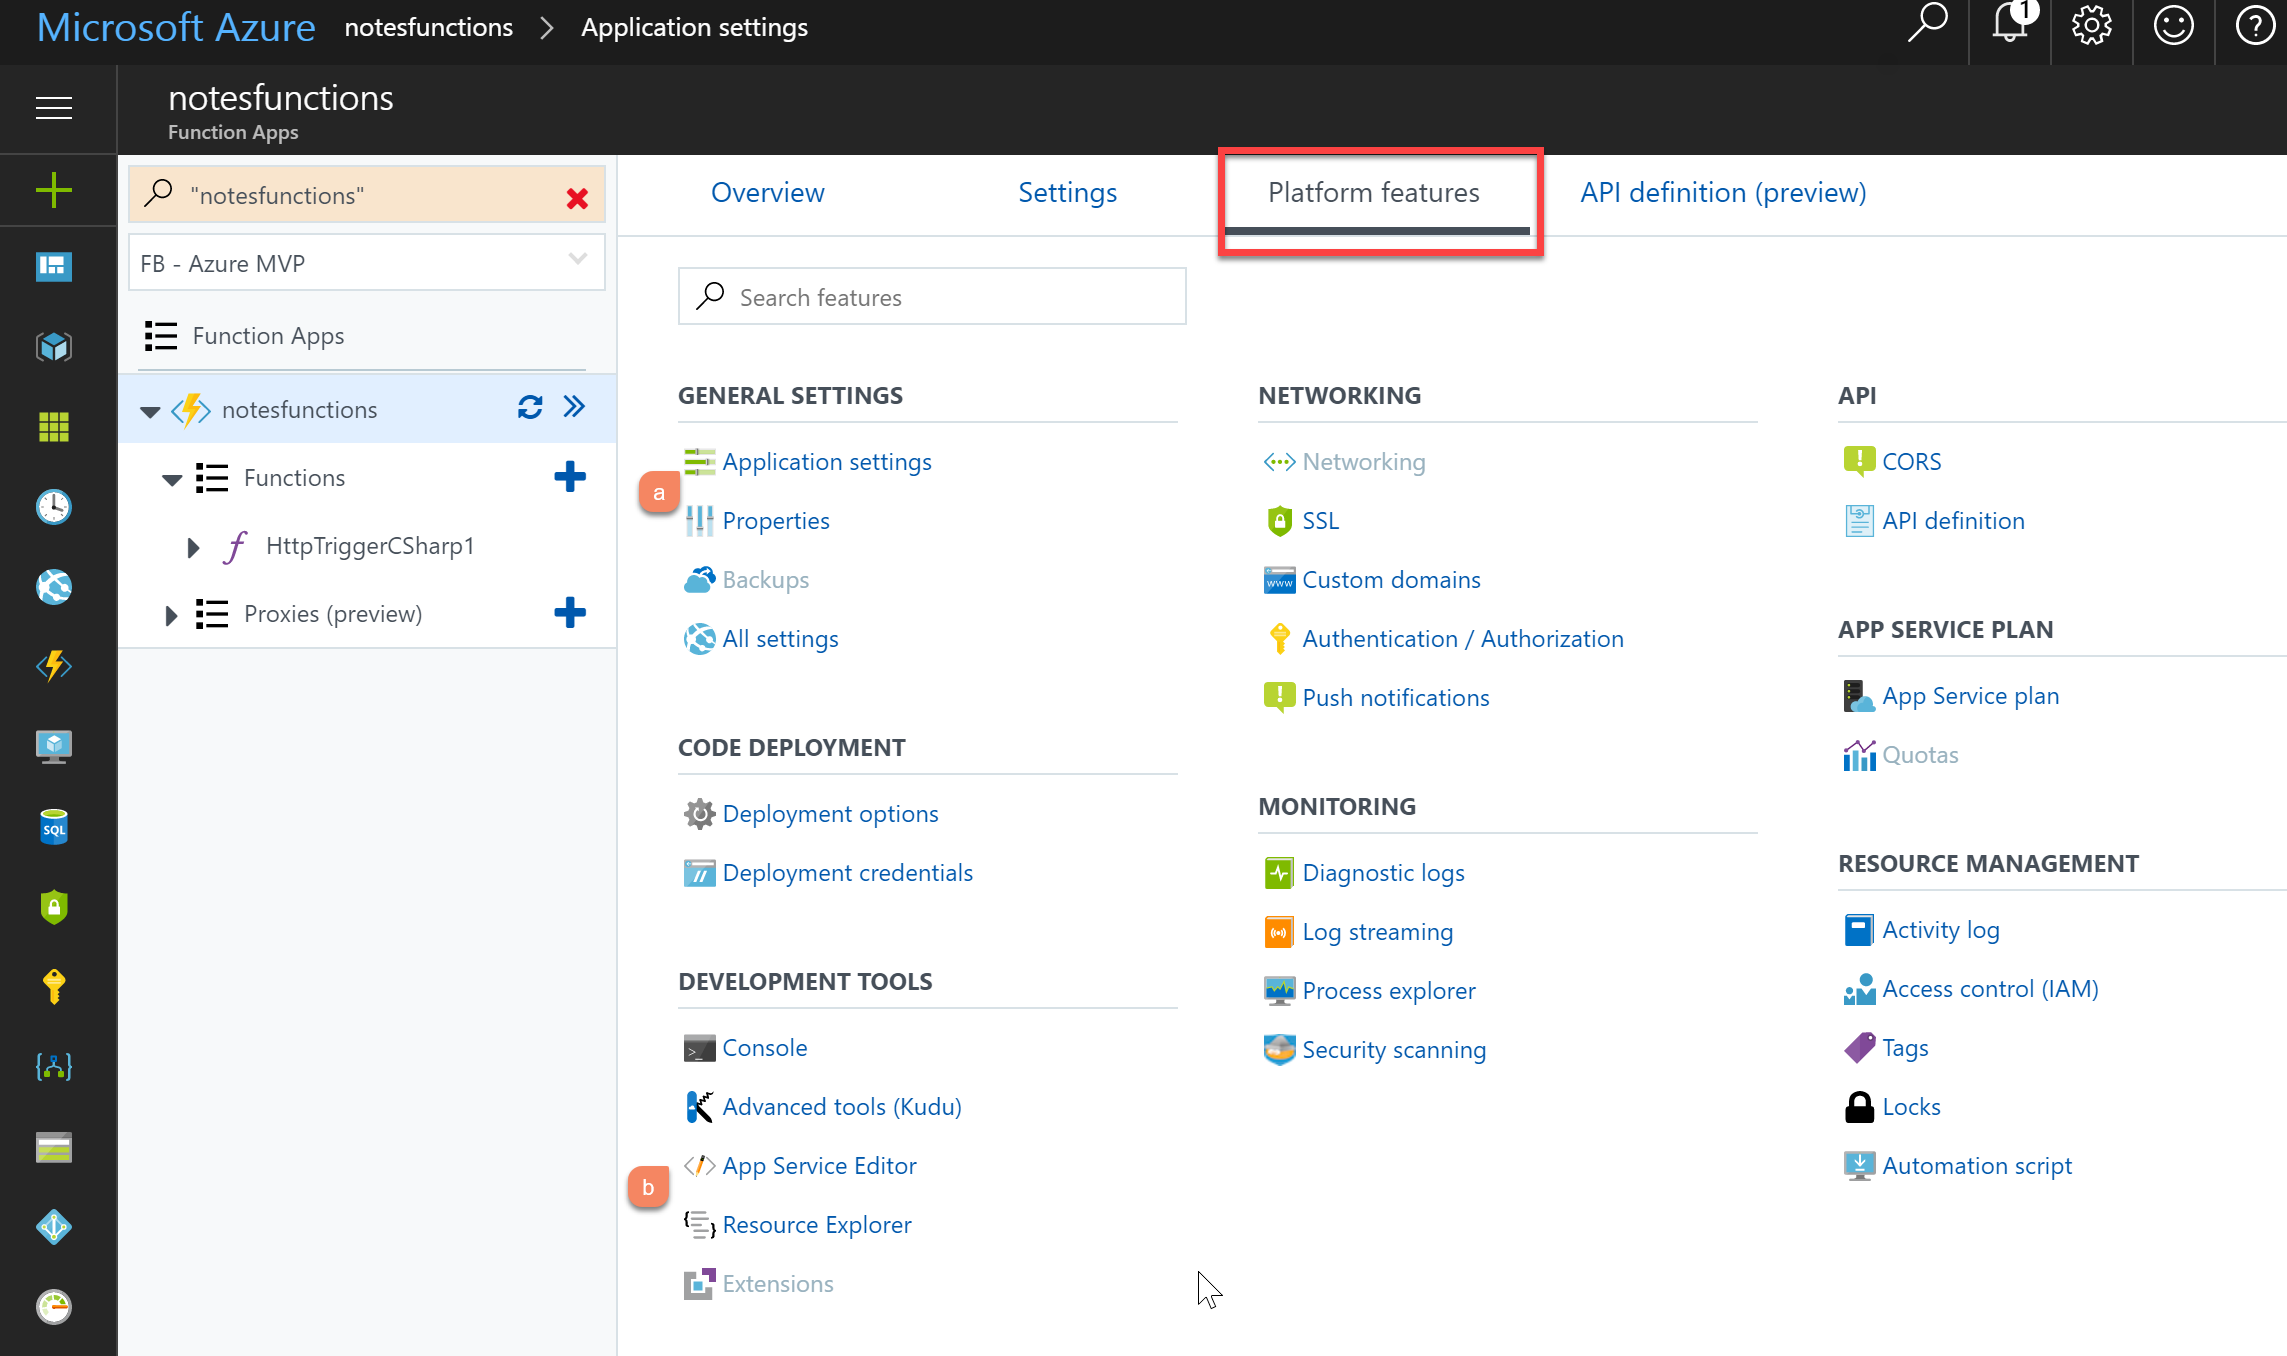 Microsoft Azure notesfunctions > Application settings
1
notesfunctions
Function Apps
"notesfunctions"
FB - Azure MVP
Function Apps
notesfunctions
Functions
HttpTriggerCSharp1
Proxies (preview)
SQL
Overview Settings Platform features API definition (preview)
Search features
GENERAL SETTINGS
a
Application settings
Properties
Backups
All settings
CODE DEPLOYMENT
Deployment options
Deployment credentials
DEVELOPMENT TOOLS
Console
Advanced tools (Kudu)
b
App Service Editor
Resource Explorer
Extensions
NETWORKING
Networking
SSL
www
Custom domains
Authentication / Authorization
Push notifications
MONITORING
Diagnostic logs
Log streaming
Process explorer
Security scanning
API
CORS
API definition
APP SERVICE PLAN
App Service plan
Quotas
RESOURCE MANAGEMENT
Activity log
Access control (IAM)
Tags
Locks
Automation script